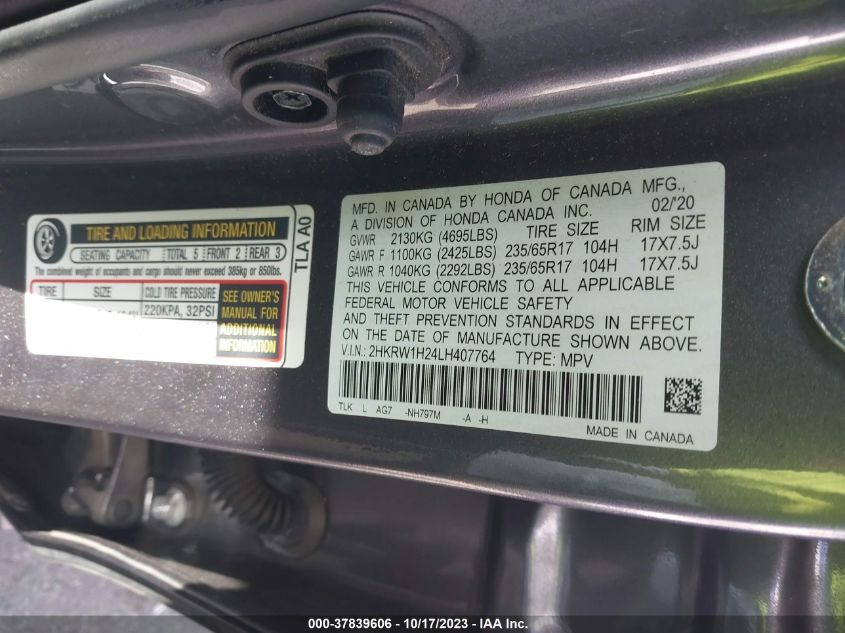 TIRE AND LOADING INFORMATION
SEATING CAPACITY TOTAL 5 FRONT 2 REAR 3
The combined weight of occupants and cargo should never exceed 385kg or 850lbs.
TIRE SIZE COLD TIRE PRESSURE
220KPA, 32PSI
SEE OWNER'S
MANUAL FOR
ADDITIONAL
INFORMATION
TLA A0
MFD. IN CANADA BY HONDA OF CANADA MFG.,
A DIVISION OF HONDA CANADA INC. 02/'20
GVWR 2130KG (4695LBS) TIRE SIZE RIM SIZE
GAWR F 1100KG (2425LBS) 235/65R17 104H 17X7.5J
GAWR R 1040KG (2292LBS) 235/65R17 104H 17X7.5J
THIS VEHICLE CONFORMS TO ALL APPLICABLE
FEDERAL MOTOR VEHICLE SAFETY
AND THEFT PREVENTION STANDARDS IN EFFECT
ON THE DATE OF MANUFACTURE SHOWN ABOVE.
V.I.N.: 2HKRW1H24LH407764 TYPE: MPV
TLK L AG7 -NH797M -A -H
MADE IN CANADA
000-37839606 / 10/17/2023 - IAA Inc.